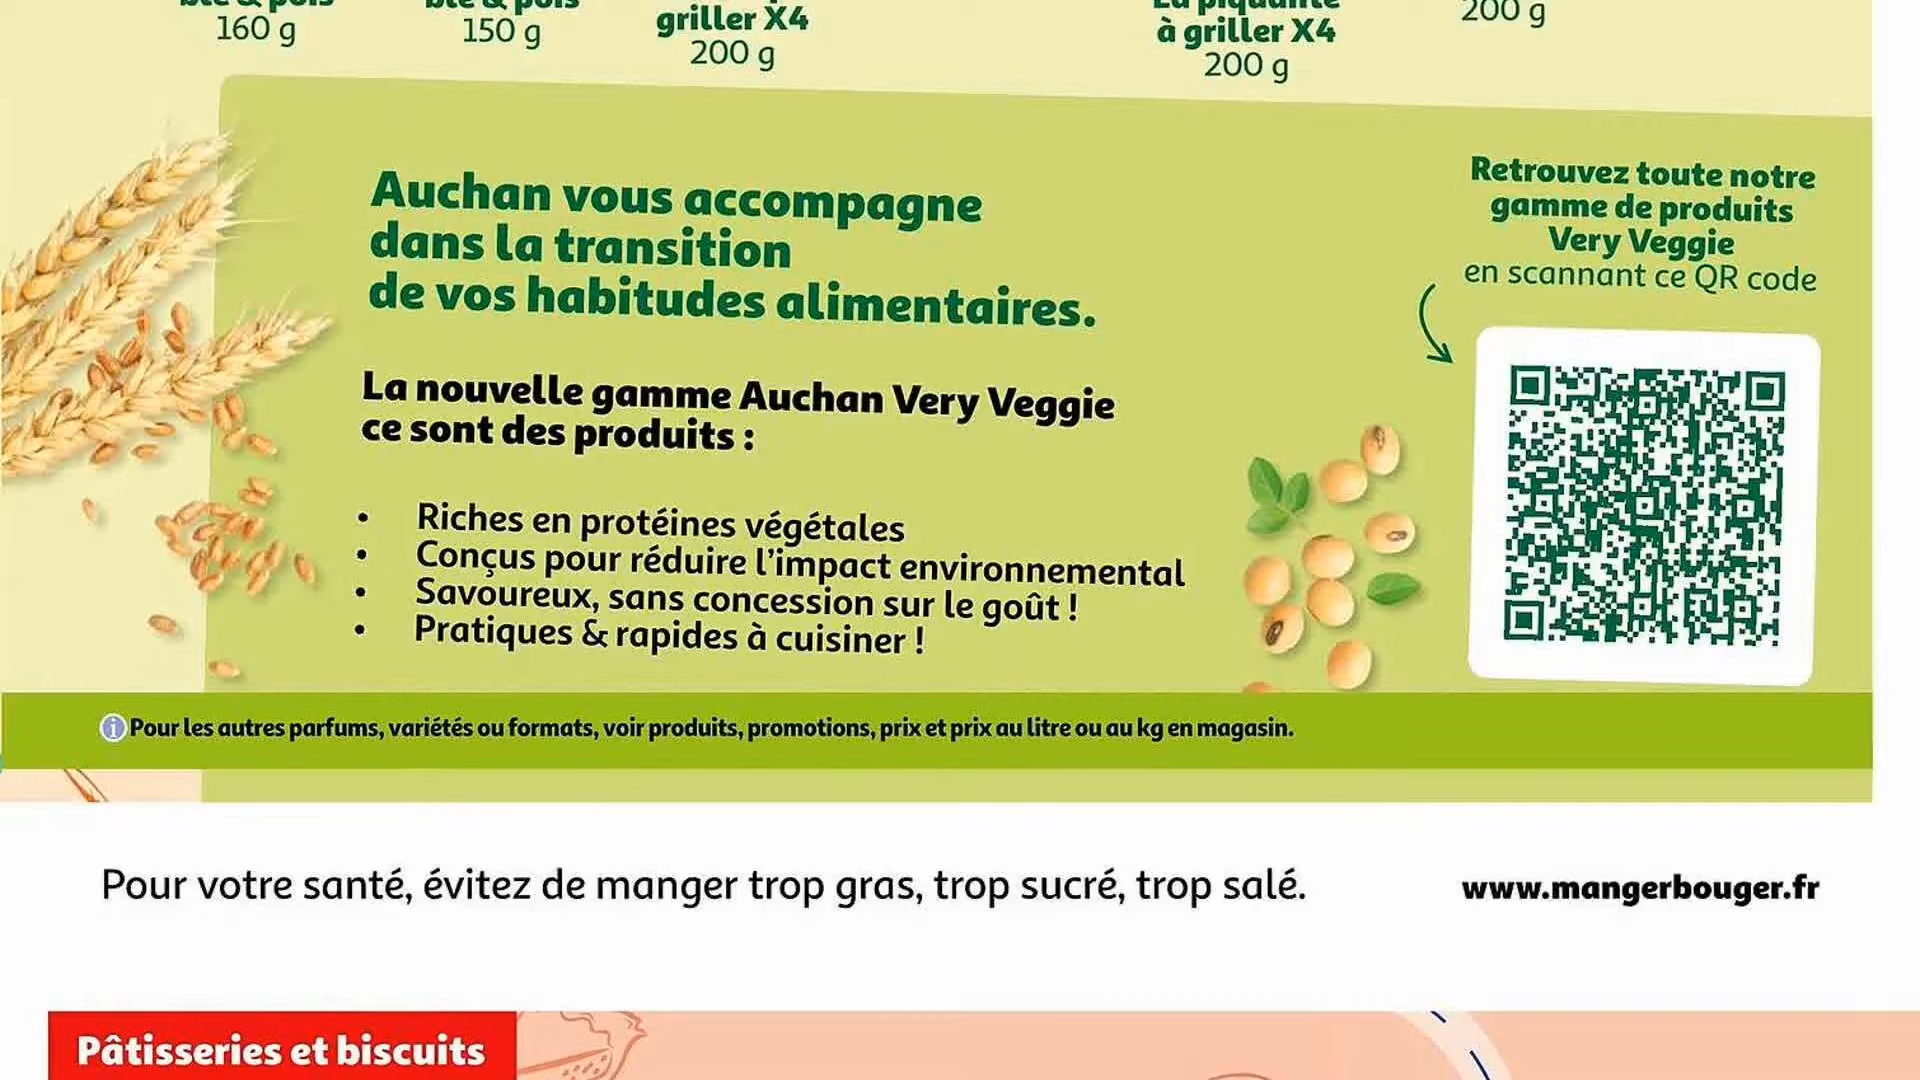 griller X4
à griller X4
160 g
150 g
200 g
200 g
200 g
Auchan vous accompagne
dans la transition
de vos habitudes alimentaires.
Retrouvez toute notre
gamme de produits
Very Veggie
en scannant ce QR code
La nouvelle gamme Auchan Very Veggie
ce sont des produits :
• Riches en protéines végétales
• Conçus pour réduire l'impact environnemental
• Savoureux, sans concession sur le goût !
• Pratiques & rapides à cuisiner !
i Pour les autres parfums, variétés ou formats, voir produits, promotions, prix et prix au litre ou au kg en magasin.
Pour votre santé, évitez de manger trop gras, trop sucré, trop salé.
www.mangerbouger.fr
Pâtisseries et biscuits